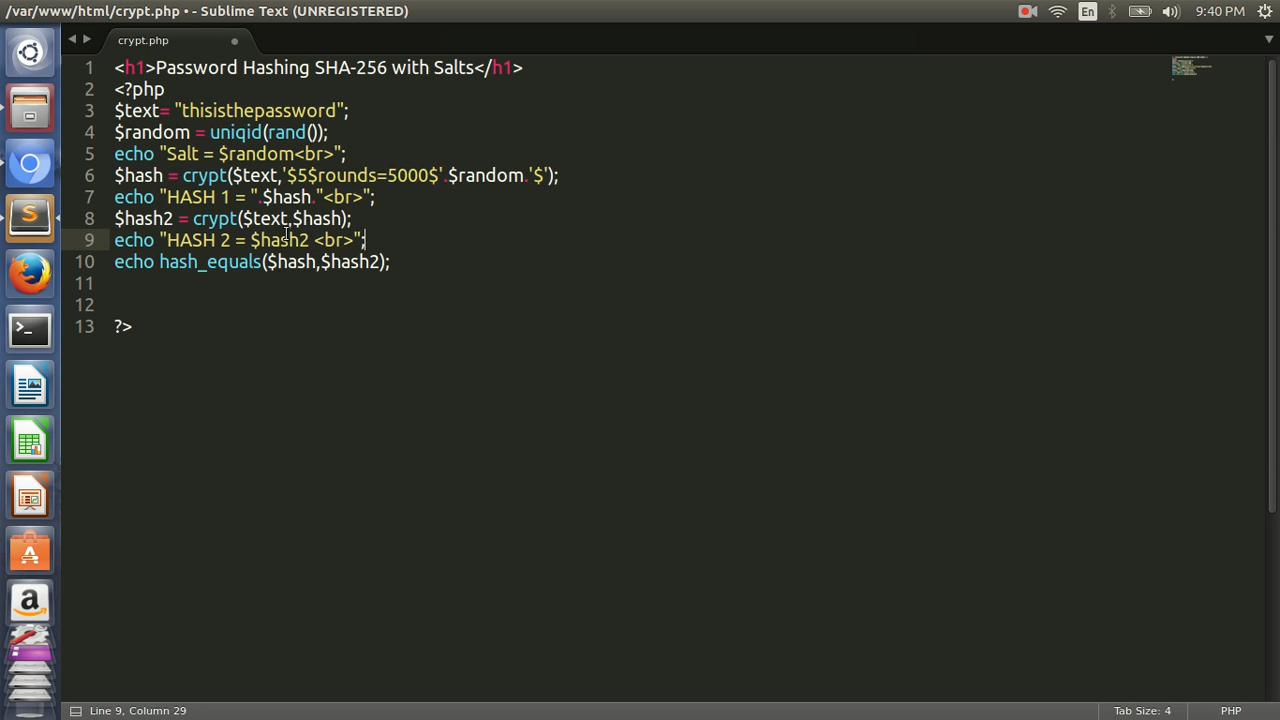 /var/www/html/crypt.php • - Sublime Text (UNREGISTERED)
En
9:40 PM
crypt.php
1 <h1>Password Hashing SHA-256 with Salts</h1>
2 <?php
3 $text= "thisisthepassword";
4 $random = uniqid(rand());
5 echo "Salt = $random<br>";
6 $hash = crypt($text,'$5$rounds=5000$'.$random.'$');
7 echo "HASH 1 = ".$hash."<br>";
8 $hash2 = crypt($text,$hash);
9 echo "HASH 2 = $hash2 <br>";
10 echo hash_equals($hash,$hash2);
11
12
13 ?>
Line 9, Column 29
Tab Size: 4
PHP